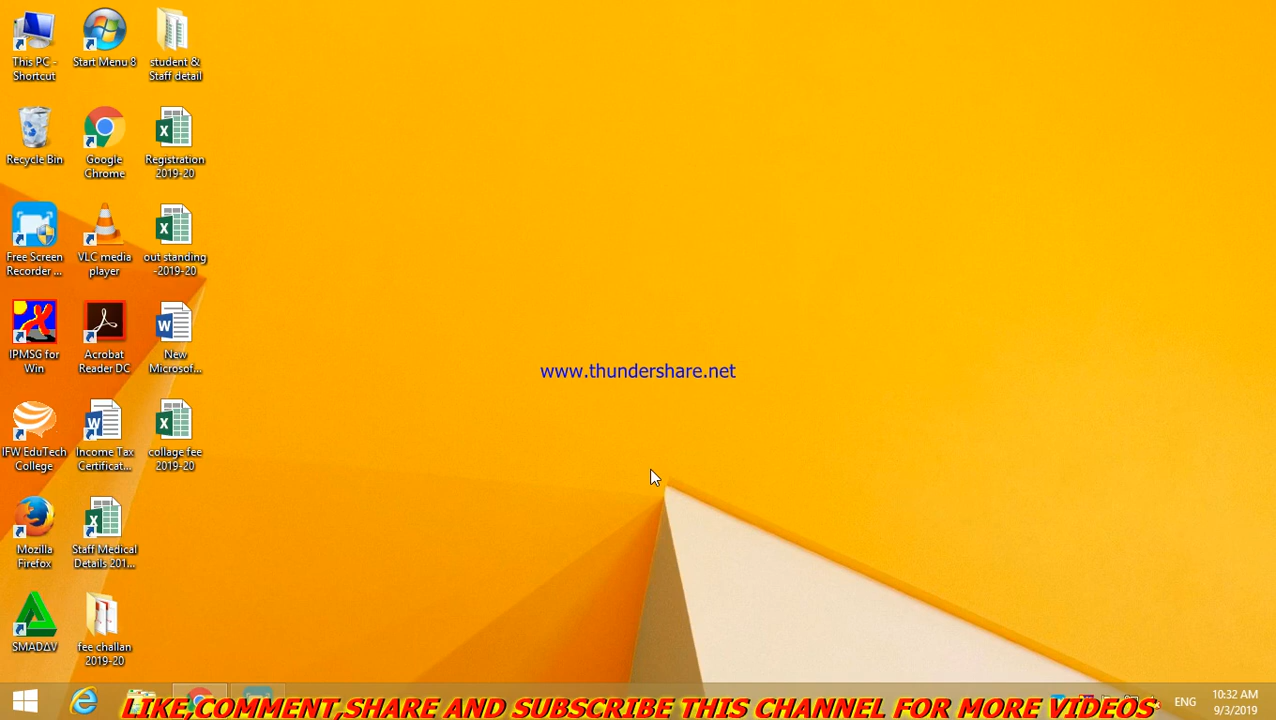 This PC -
Shortcut
Start Menu 8
student &
Staff detail
Recycle Bin
Google
Chrome
Registration
2019-20
Free Screen
Recorder ...
VLC media
player
out standing
-2019-20
IPMSG for
Win
Acrobat
Reader DC
New
Microsof...
IFW EduTech
College
Income Tax
Certificat...
collage fee
2019-20
Mozilla
Firefox
Staff Medical
Details 201...
SMADΔV
fee challan
2019-20
www.thundershare.net
ENG
10:32 AM
9/3/2019
LIKE,COMMENT,SHARE AND SUBSCRIBE THIS CHANNEL FOR MORE VIDEOS